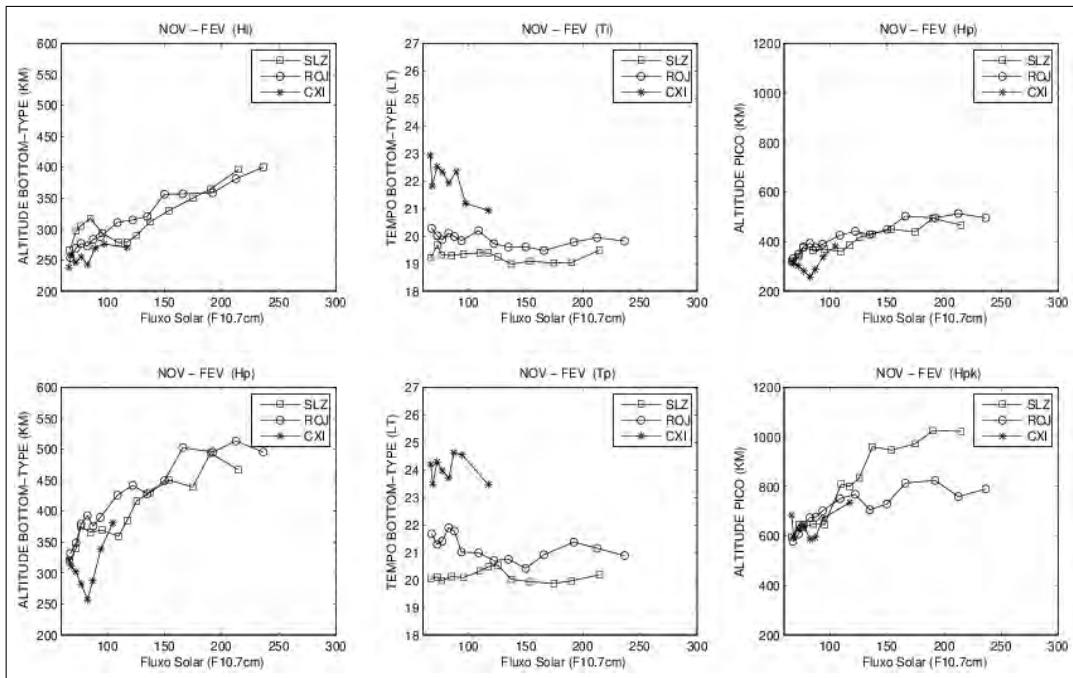 NOV – FEV (Hi)
ALTITUDE BOTTOM–TYPE (KM)
600
550
500
450
400
350
300
250
200
100
150
200
250
300
Fluxo Solar (F10.7cm)
SLZ
ROJ
CXI
NOV – FEV (Ti)
TEMPO BOTTOM–TYPE (LT)
27
26
25
24
23
22
21
20
19
18
100
150
200
250
300
Fluxo Solar (F10.7cm)
SLZ
ROJ
CXI
NOV – FEV (Hp)
ALTITUDE PICO (KM)
1200
1000
800
600
400
200
100
150
200
250
300
Fluxo Solar (F10.7cm)
SLZ
ROJ
CXI
NOV – FEV (Hp)
ALTITUDE BOTTOM–TYPE (KM)
600
550
500
450
400
350
300
250
200
100
150
200
250
300
Fluxo Solar (F10.7cm)
SLZ
ROJ
CXI
NOV – FEV (Tp)
TEMPO BOTTOM–TYPE (LT)
27
26
25
24
23
22
21
20
19
18
100
150
200
250
300
Fluxo Solar (F10.7cm)
SLZ
ROJ
CXI
NOV – FEV (Hpk)
ALTITUDE PICO (KM)
1200
1000
800
600
400
200
100
150
200
250
300
Fluxo Solar (F10.7cm)
SLZ
ROJ
CXI